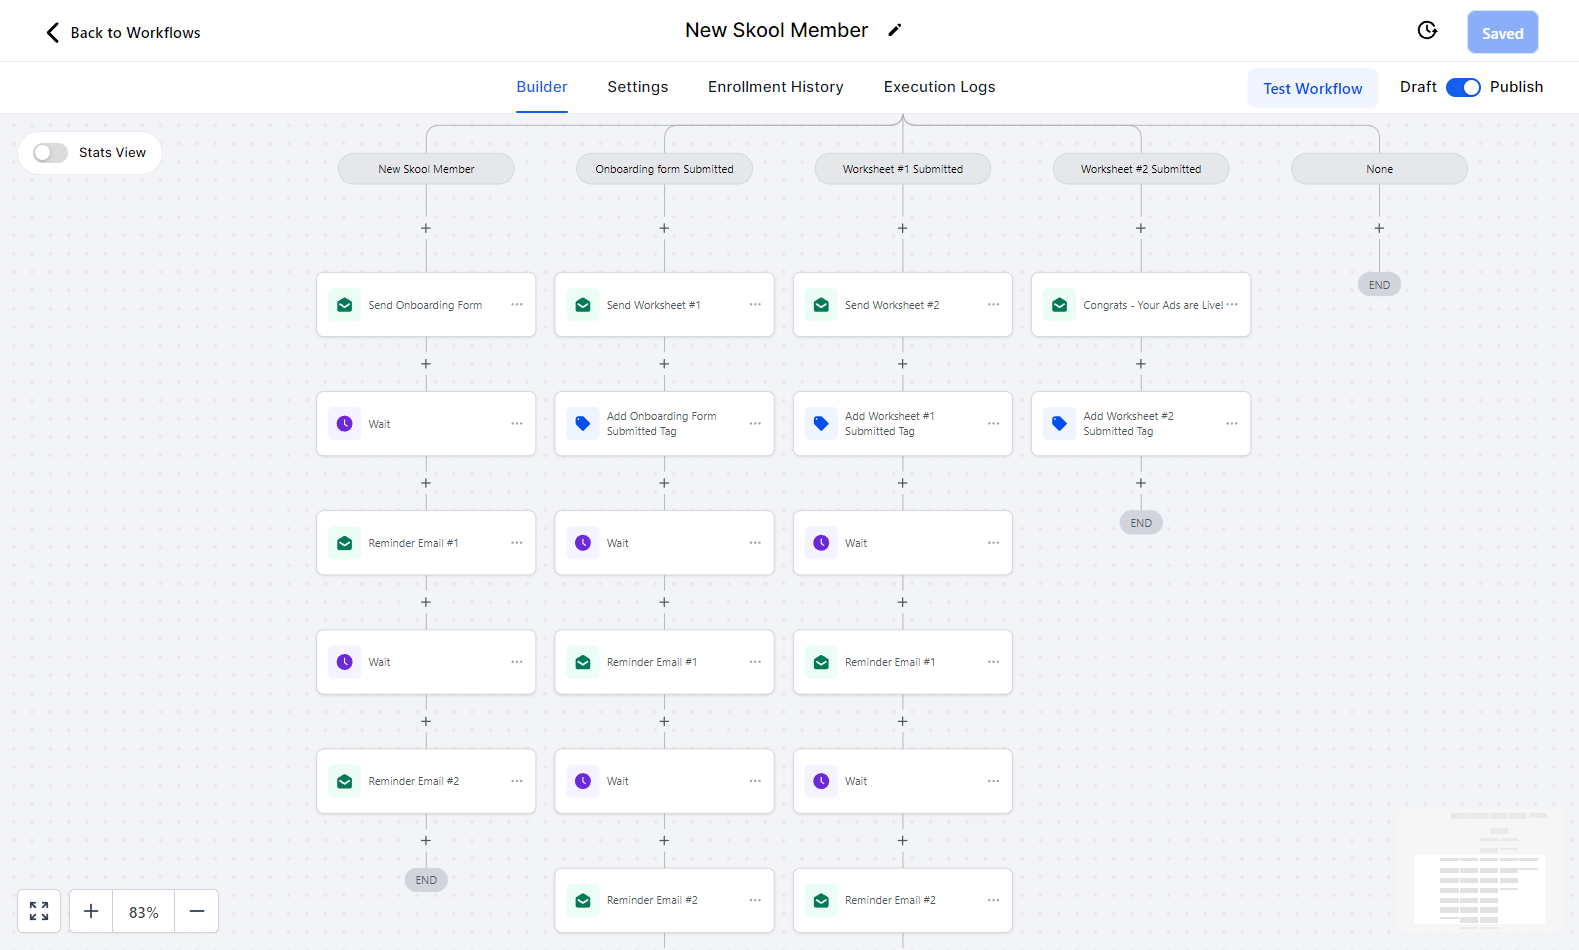 Back to Workflows
New Skool Member
Saved
Builder
Settings
Enrollment History
Execution Logs
Test Workflow
Draft
Publish
Stats View
New Skool Member
Onboarding form Submitted
Worksheet #1 Submitted
Worksheet #2 Submitted
None
Send Onboarding Form
Send Worksheet #1
Send Worksheet #2
Congrats - Your Ads are Live!
END
Wait
Add Onboarding Form
Submitted Tag
Add Worksheet #1
Submitted Tag
Add Worksheet #2
Submitted Tag
Reminder Email #1
Wait
Wait
END
Wait
Reminder Email #1
Reminder Email #1
Reminder Email #2
Wait
Wait
END
Reminder Email #2
Reminder Email #2
83%